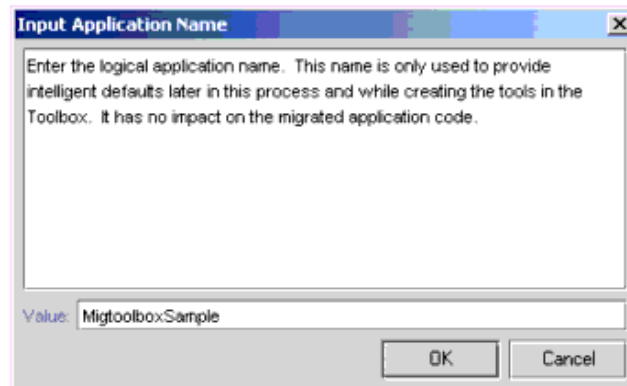 Input Application Name
Enter the logical application name. This name is only used to provide
intelligent defaults later in this process and while creating the tools in the
Toolbox. It has no impact on the migrated application code.
Value: MigtoolboxSample
OK Cancel